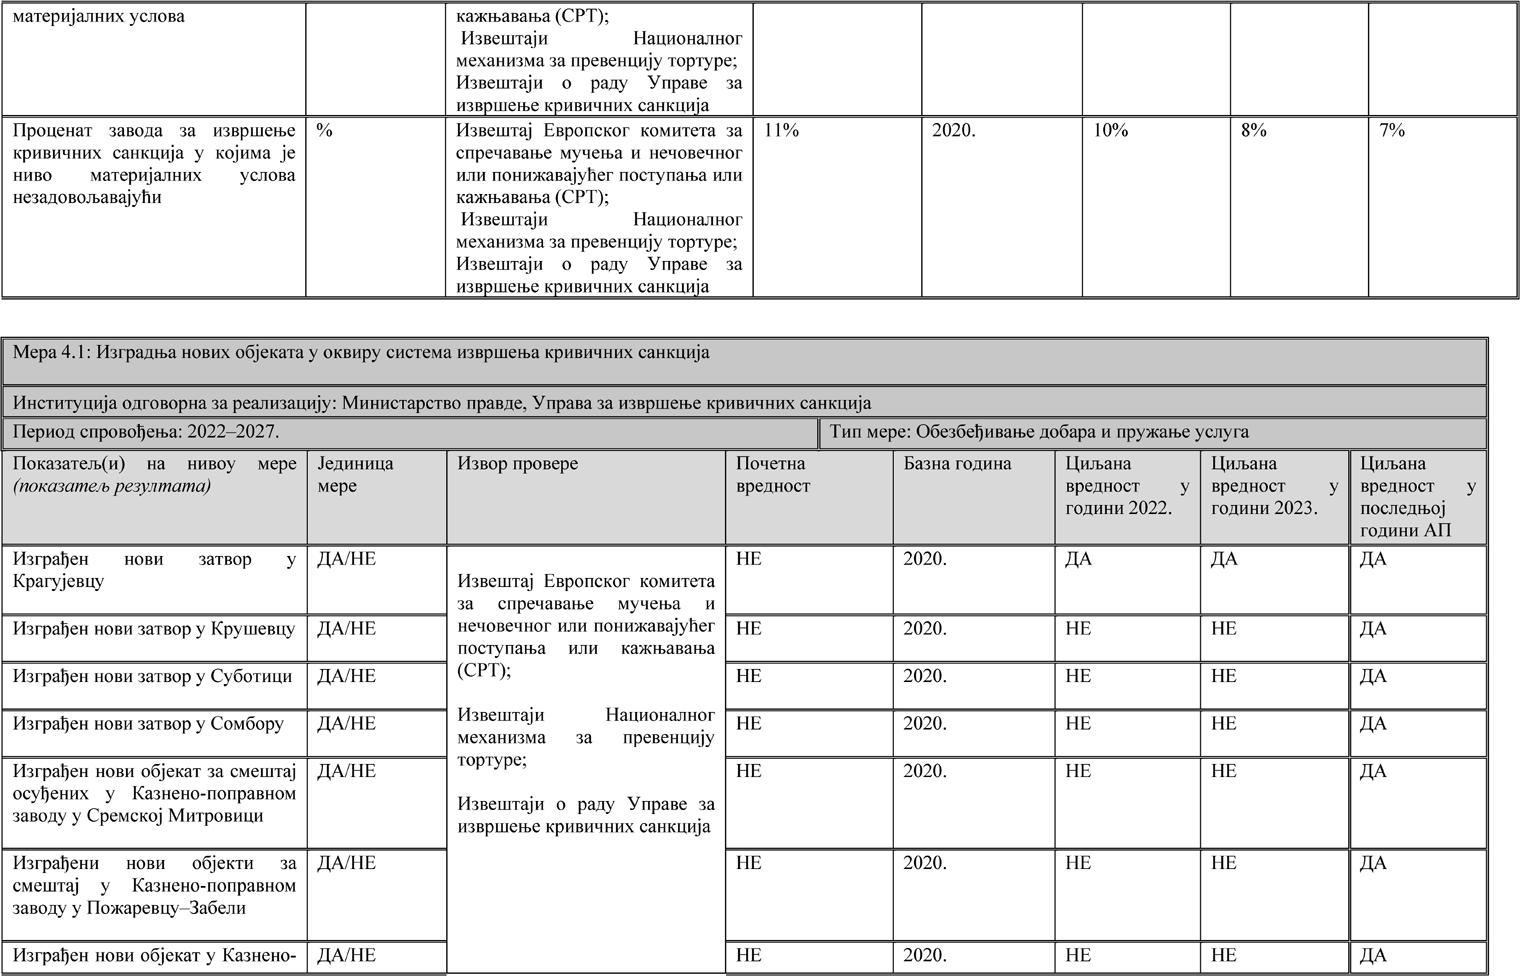 материјалних услова
кажњавања (CPT);
Извештаји Националног
механизма за превенцију тортуре;
Извештаји о раду Управе за
извршење кривичних санкција
Проценат завода за извршење
кривичних санкција у којима је
ниво материјалних услова
незадовољавајући
%
Извештај Европског комитета за
спречавање мучења и нечовечног
или понижавајућег поступања или
кажњавања (CPT);
Извештаји Националног
механизма за превенцију тортуре;
Извештаји о раду Управе за
извршење кривичних санкција
11%
2020.
10%
8%
7%
Мера 4.1: Изградња нових објеката у оквиру система извршења кривичних санкција
Институција одговорна за реализацију: Министарство правде, Управа за извршење кривичних санкција
Период спровођења: 2022–2027.
Тип мере: Обезбеђивање добара и пружање услуга
Показатељ(и) на нивоу мере
(показатељ резултата)
Јединица
мере
Извор провере
Почетна
вредност
Базна година
Циљана
вредност у
години 2022.
Циљана
вредност у
години 2023.
Циљана
вредност у
последњој
години АП
Изграђен нови затвор у
Крагујевцу
ДА/НЕ
Извештај Европског комитета
за спречавање мучења и
нечовечног или понижавајућег
поступања или кажњавања
(CPT);
Извештаји Националног
механизма за превенцију
тортуре;
Извештаји о раду Управе за
извршење кривичних санкција
НЕ
2020.
ДА
ДА
ДА
Изграђен нови затвор у Крушевцу
ДА/НЕ
НЕ
2020.
НЕ
НЕ
ДА
Изграђен нови затвор у Суботици
ДА/НЕ
НЕ
2020.
НЕ
НЕ
ДА
Изграђен нови затвор у Сомбору
ДА/НЕ
НЕ
2020.
НЕ
НЕ
ДА
Изграђен нови објекат за смештај
осуђених у Казнено-поправном
заводу у Сремској Митровици
ДА/НЕ
НЕ
2020.
НЕ
НЕ
ДА
Изграђени нови објекти за
смештај у Казнено-поправном
заводу у Пожаревцу–Забели
ДА/НЕ
НЕ
2020.
НЕ
НЕ
ДА
Изграђен нови објекат у Казнено-
ДА/НЕ
НЕ
2020.
НЕ
НЕ
ДА